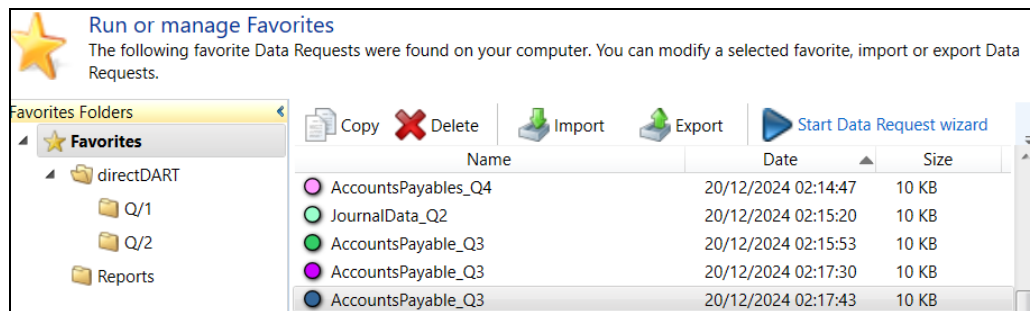 Run or manage Favorites
The following favorite Data Requests were found on your computer. You can modify a selected favorite, import or export Data
Requests.
Favorites Folders
Favorites
directDART
Q/1
Q/2
Reports
Copy Delete Import Export Start Data Request wizard
Name Date Size
AccountsPayables_Q4 20/12/2024 02:14:47 10 KB
JournalData_Q2 20/12/2024 02:15:20 10 KB
AccountsPayable_Q3 20/12/2024 02:15:53 10 KB
AccountsPayable_Q3 20/12/2024 02:17:30 10 KB
AccountsPayable_Q3 20/12/2024 02:17:43 10 KB